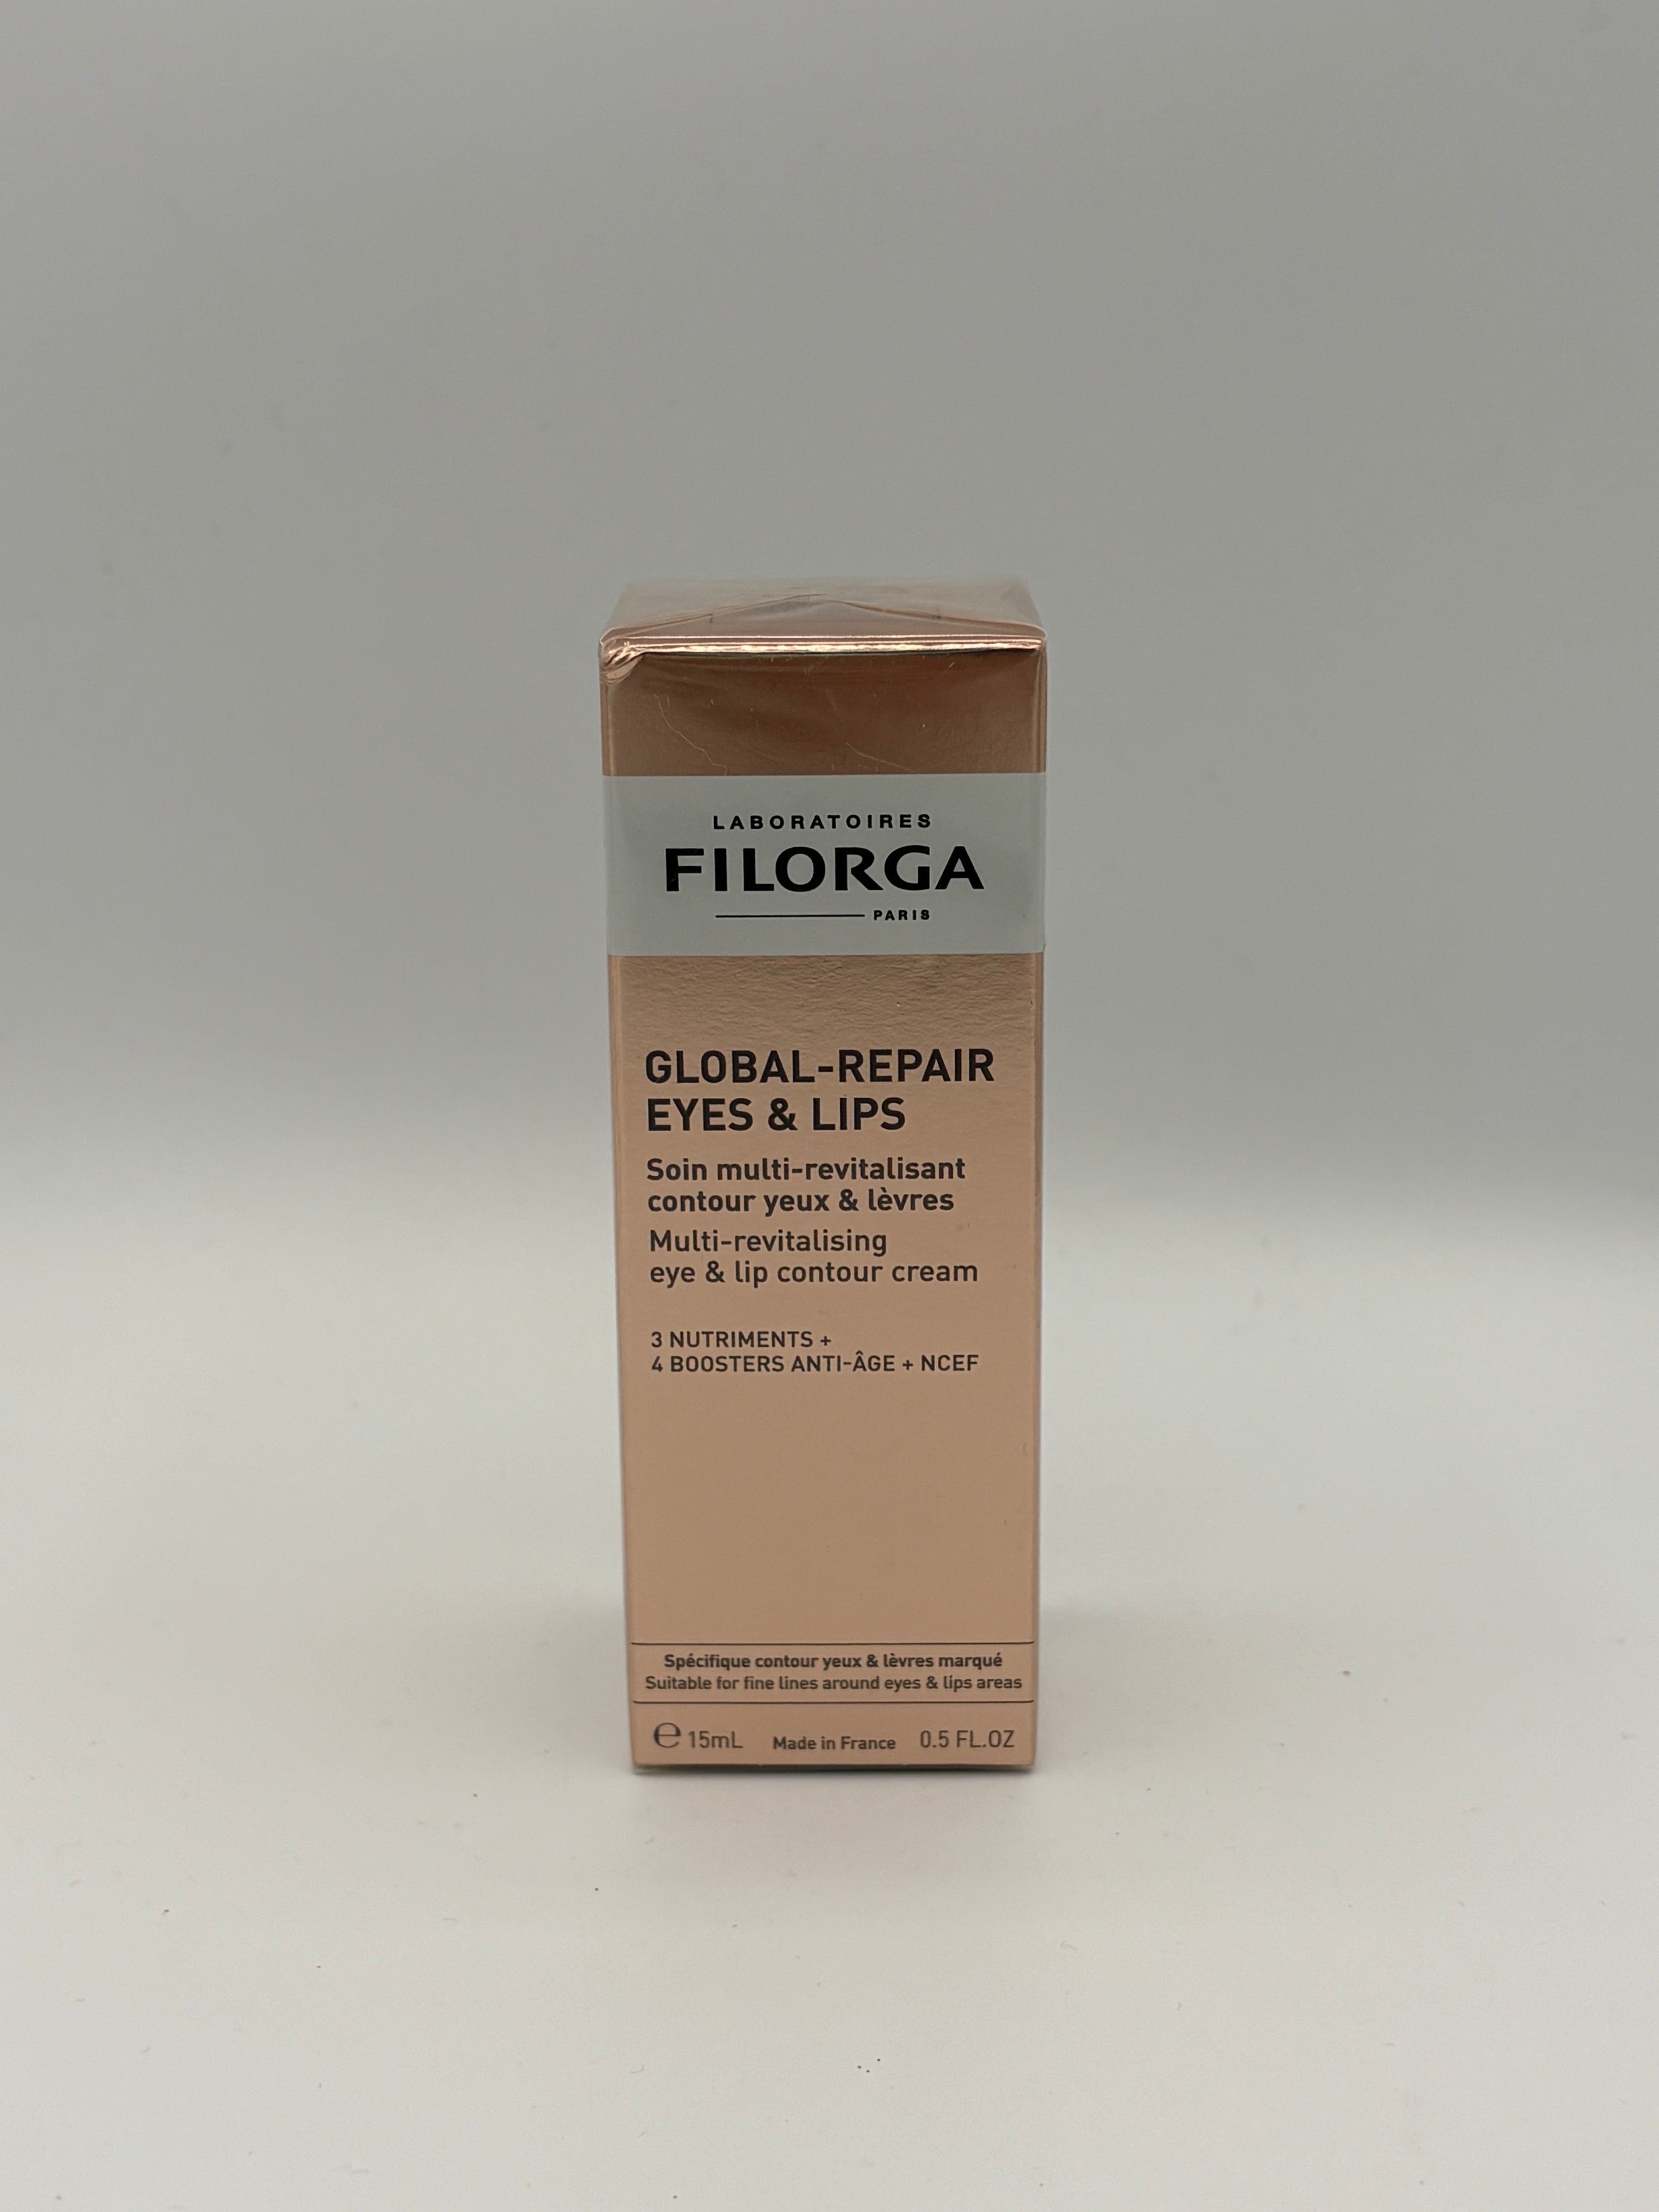 LABORATOIRES
FILORGA
PARIS
GLOBAL-REPAIR
EYES & LIPS
Soin multi-revitalisant
contour yeux & lèvres
Multi-revitalising
eye & lip contour cream
3 NUTRIMENTS +
4 BOOSTERS ANTI-ÂGE + NCEF
Spécifique contour yeux & lèvres marqué
Suitable for fine lines around eyes & lips areas
℮ 15mL Made in France 0.5 FL.OZ